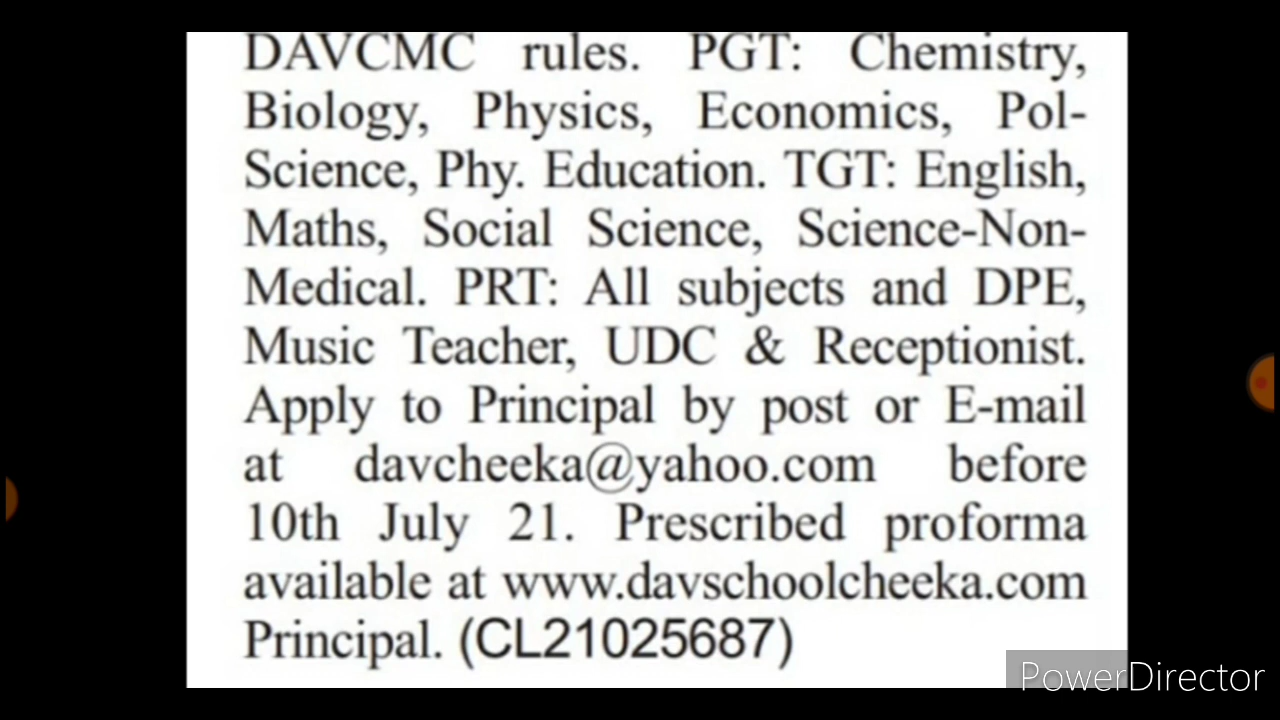 DAVCMC rules. PGT: Chemistry,
Biology, Physics, Economics, Pol-
Science, Phy. Education. TGT: English,
Maths, Social Science, Science-Non-
Medical. PRT: All subjects and DPE,
Music Teacher, UDC & Receptionist.
Apply to Principal by post or E-mail
at davcheeka@yahoo.com before
10th July 21. Prescribed proforma
available at www.davschoolcheeka.com
Principal. (CL21025687)
PowerDirector